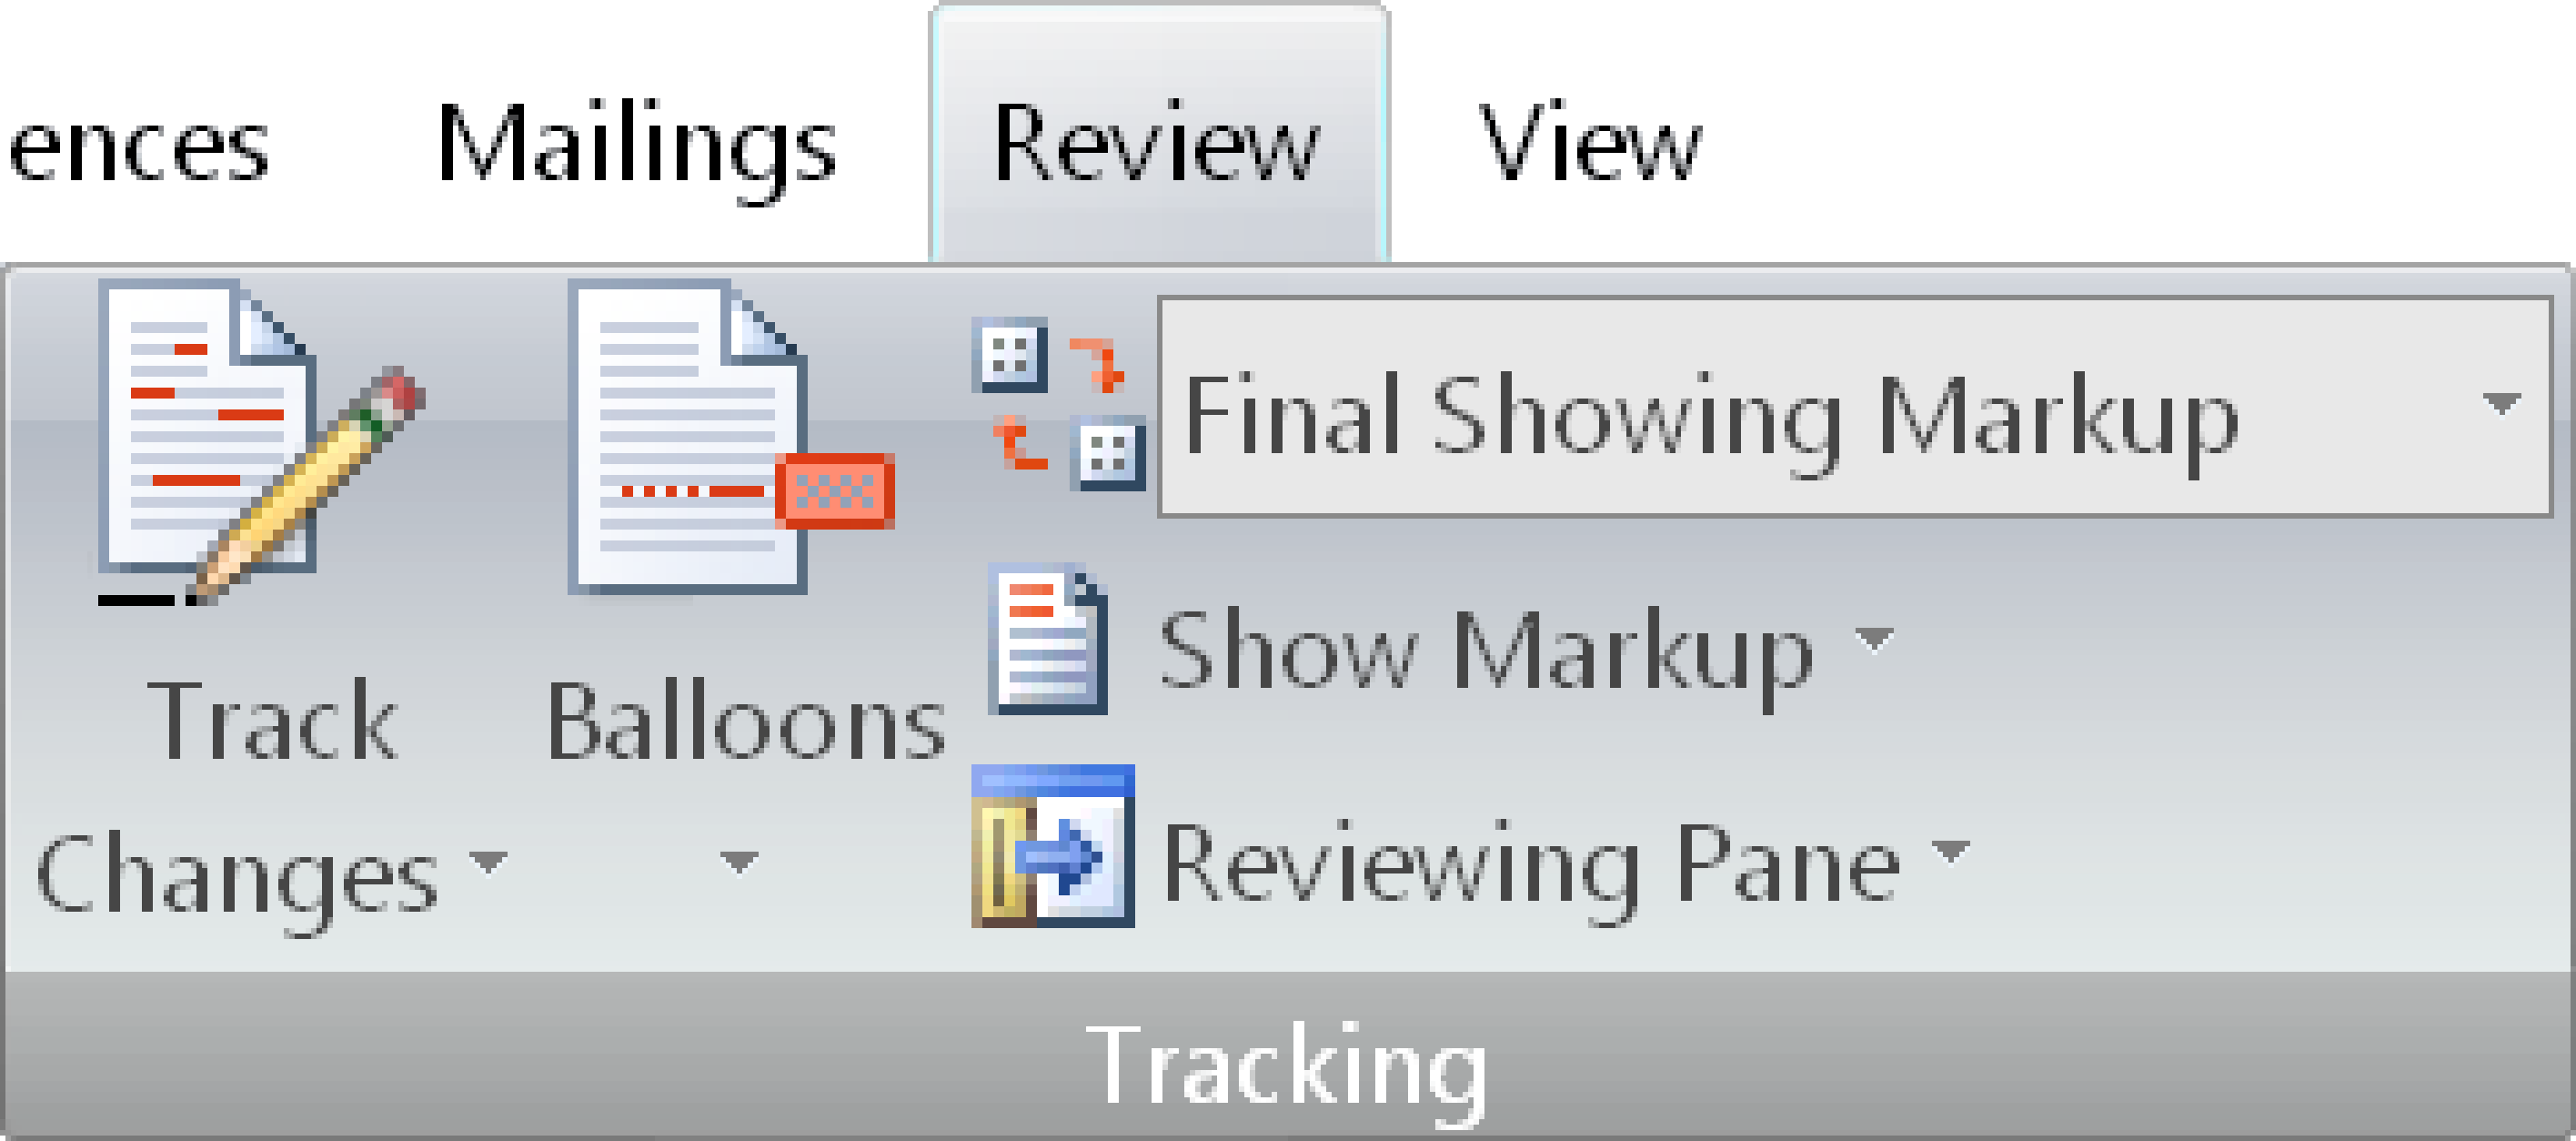 ences Mailings Review View
Final Showing Markup
Show Markup
Track Balloons
Changes
Reviewing Pane
Tracking